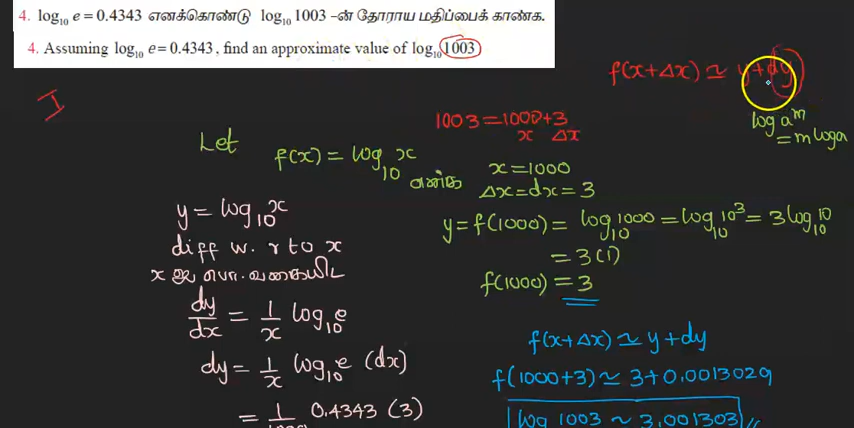 4. log₁₀ e = 0.4343 எனக்கொண்டு log₁₀ 1003 -ன் தோராய மதிப்பைக் காண்க.
4. Assuming log₁₀ e = 0.4343, find an approximate value of log₁₀ 1003
I
f(x+Δx) ≃ y+dy
log aᵐ
= m log a
1003 = 1000+3
x Δx
Let
f(x) = log₁₀ x
என்க
x = 1000
Δx = dx = 3
y = f(1000) = log₁₀ 1000 = log₁₀ 10³ = 3 log₁₀ 10
= 3(1)
f(1000) = 3
y = log₁₀ x
diff w. r to x
x ஐ பொ. வகையிட
dy/dx = 1/x log₁₀ e
dy = 1/x log₁₀ e (dx)
= 1/1000 0.4343 (3)
f(x+Δx) ≃ y+dy
f(1000+3) ≃ 3+0.0013029
log 1003 ≃ 3.001303